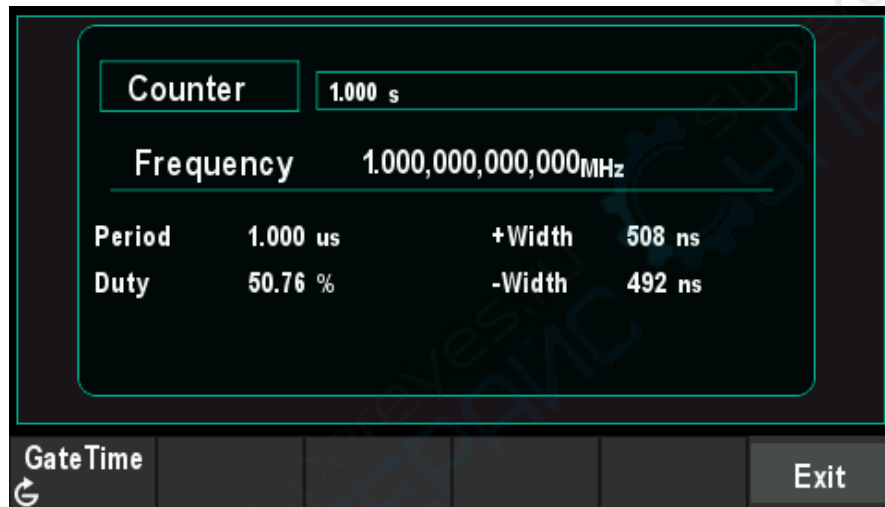 Counter 1.000 s
Frequency 1.000,000,000,000MHz
Period 1.000 us +Width 508 ns
Duty 50.76 % -Width 492 ns
GateTime Exit